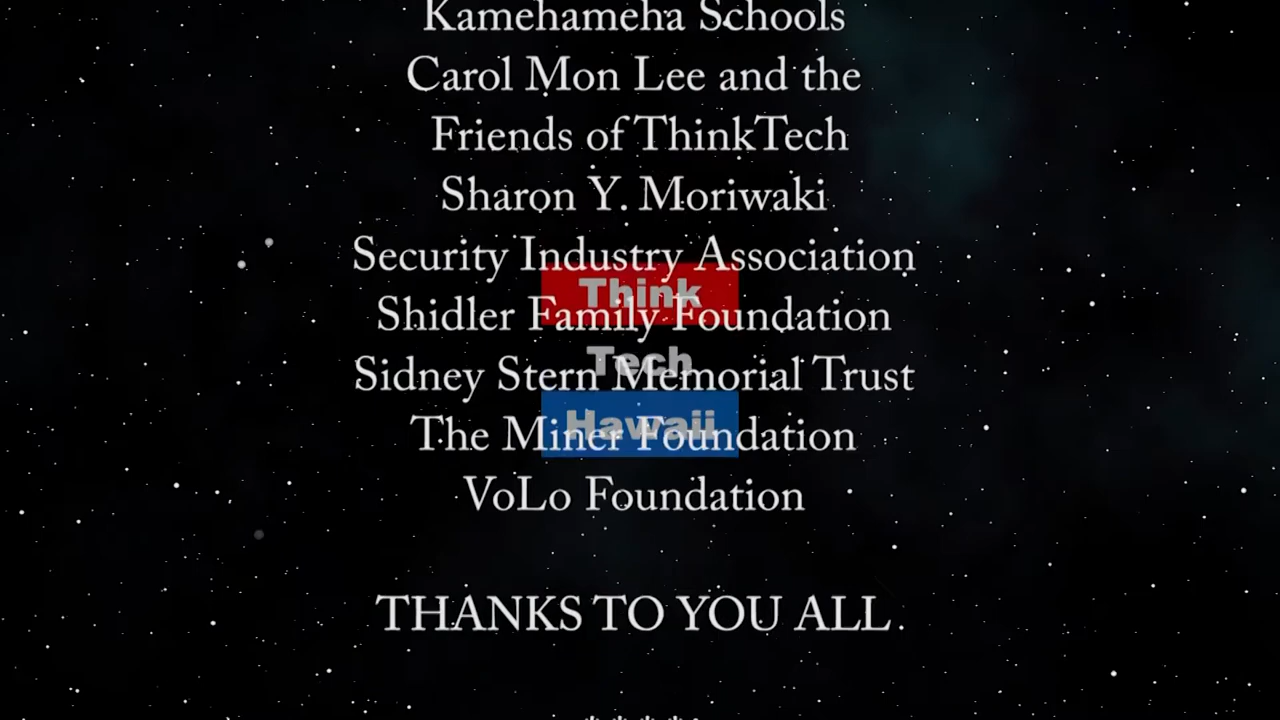 Kamehameha Schools
Carol Mon Lee and the
Friends of ThinkTech
Sharon Y. Moriwaki
Security Industry Association
Think
Shidler Family Foundation
Tech
Sidney Stern Memorial Trust
Hawaii
The Miner Foundation
VoLo Foundation
THANKS TO YOU ALL.